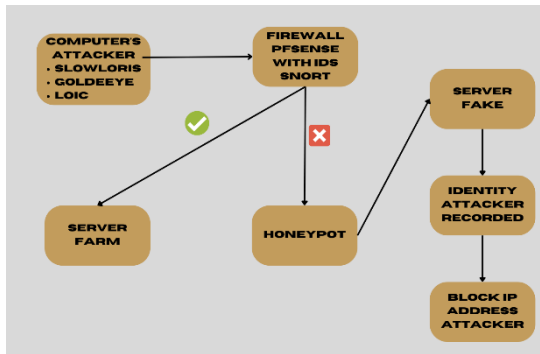 COMPUTER'S
ATTACKER
• SLOWLORIS
• GOLDEEYE
• LOIC
FIREWALL
PFSENSE
WITH IDS
SNORT
SERVER
FAKE
SERVER
FARM
HONEYPOT
IDENTITY
ATTACKER
RECORDED
BLOCK IP
ADDRESS
ATTACKER